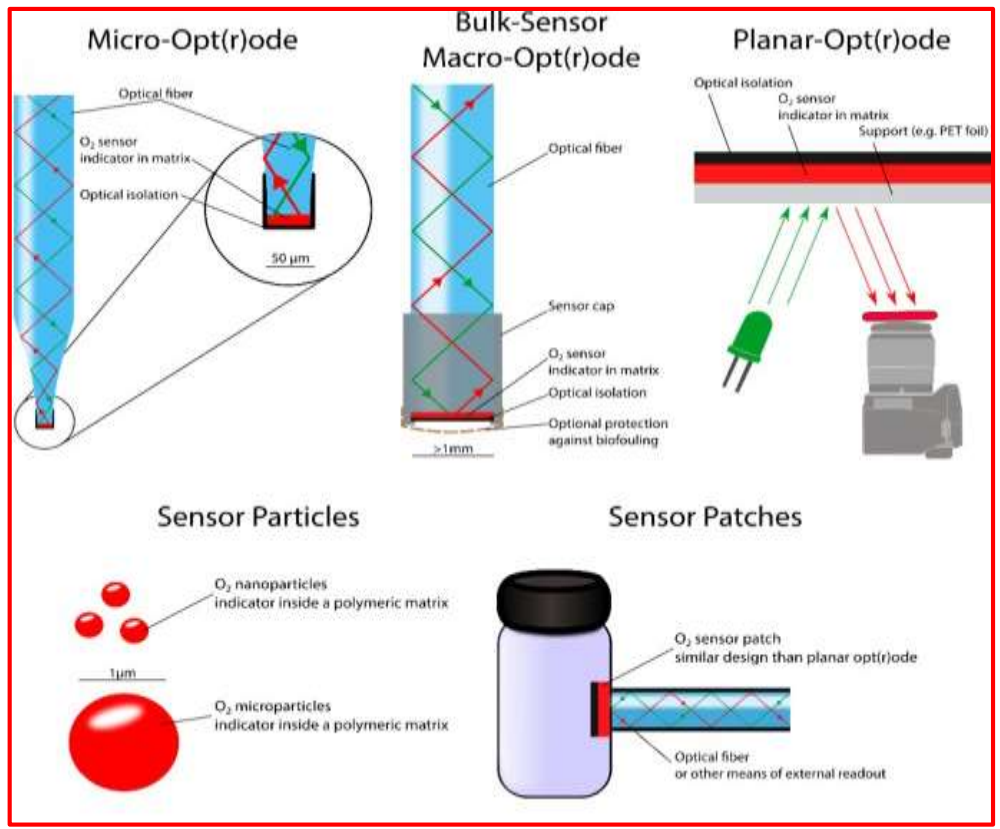 Micro-Opt(r)ode
Optical fiber
O₂ sensor
indicator in matrix
Optical isolation
50 µm
Bulk-Sensor
Macro-Opt(r)ode
Optical fiber
Sensor cap
O₂ sensor
indicator in matrix
Optical isolation
Optional protection
against biofouling
>1mm
Planar-Opt(r)ode
Optical isolation
O₂ sensor
indicator in matrix
Support (e.g. PET foil)
Sensor Particles
O₂ nanoparticles
indicator inside a polymeric matrix
1µm
O₂ microparticles
indicator inside a polymeric matrix
Sensor Patches
O₂ sensor patch
similar design than planar opt(r)ode
Optical fiber
or other means of external readout